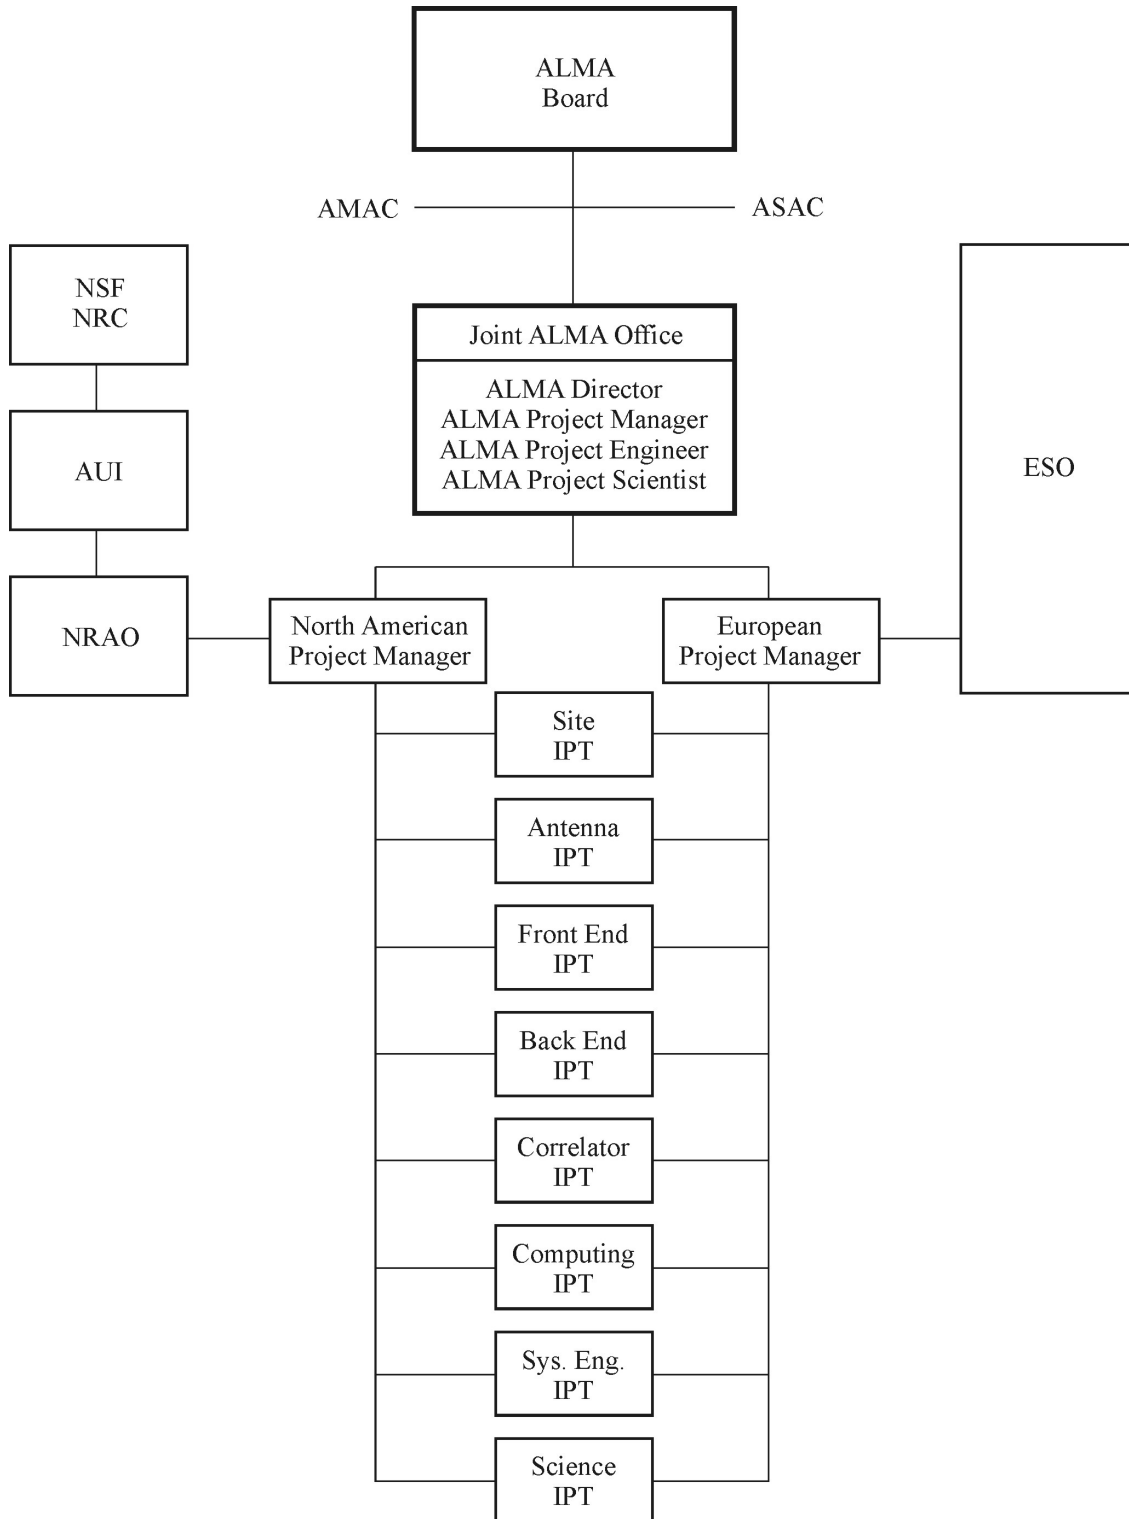 ALMA
Board
AMAC
ASAC
NSF
NRC
Joint ALMA Office
ALMA Director
ALMA Project Manager
ALMA Project Engineer
ALMA Project Scientist
AUI
ESO
NRAO
North American
Project Manager
European
Project Manager
Site
IPT
Antenna
IPT
Front End
IPT
Back End
IPT
Correlator
IPT
Computing
IPT
Sys. Eng.
IPT
Science
IPT